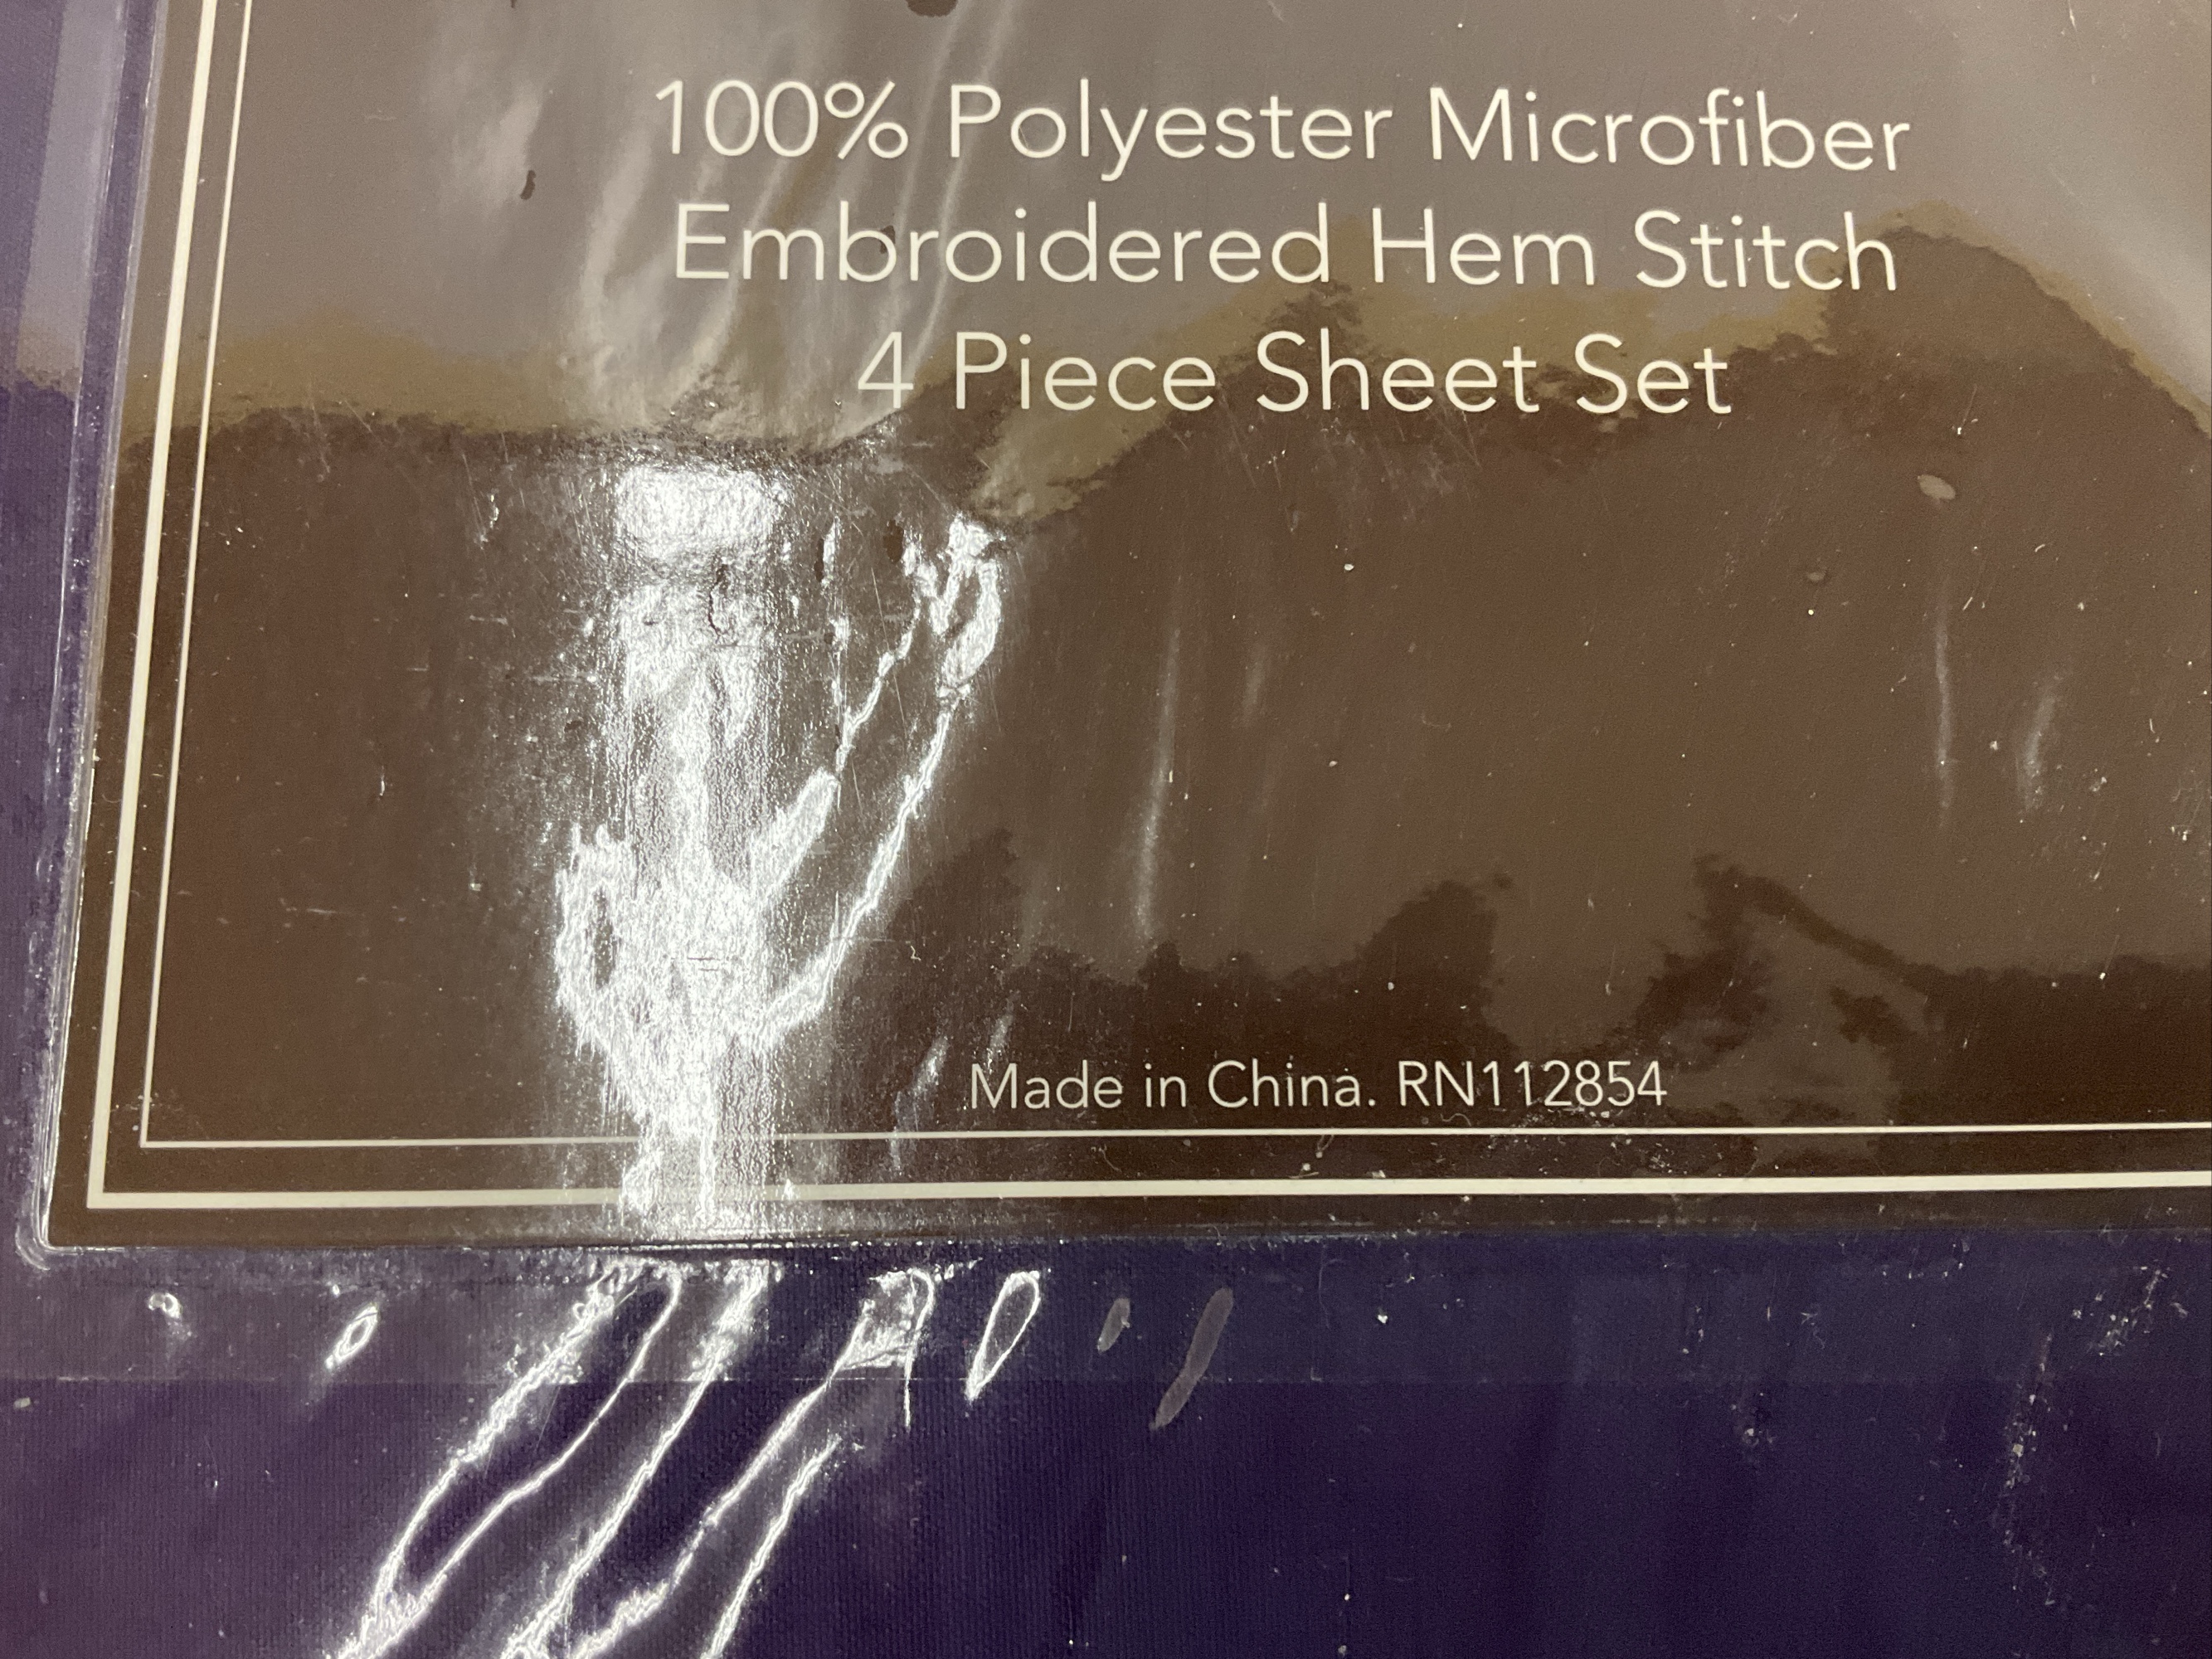 100% Polyester Microfiber
Embroidered Hem Stitch
4 Piece Sheet Set
Made in China. RN112854